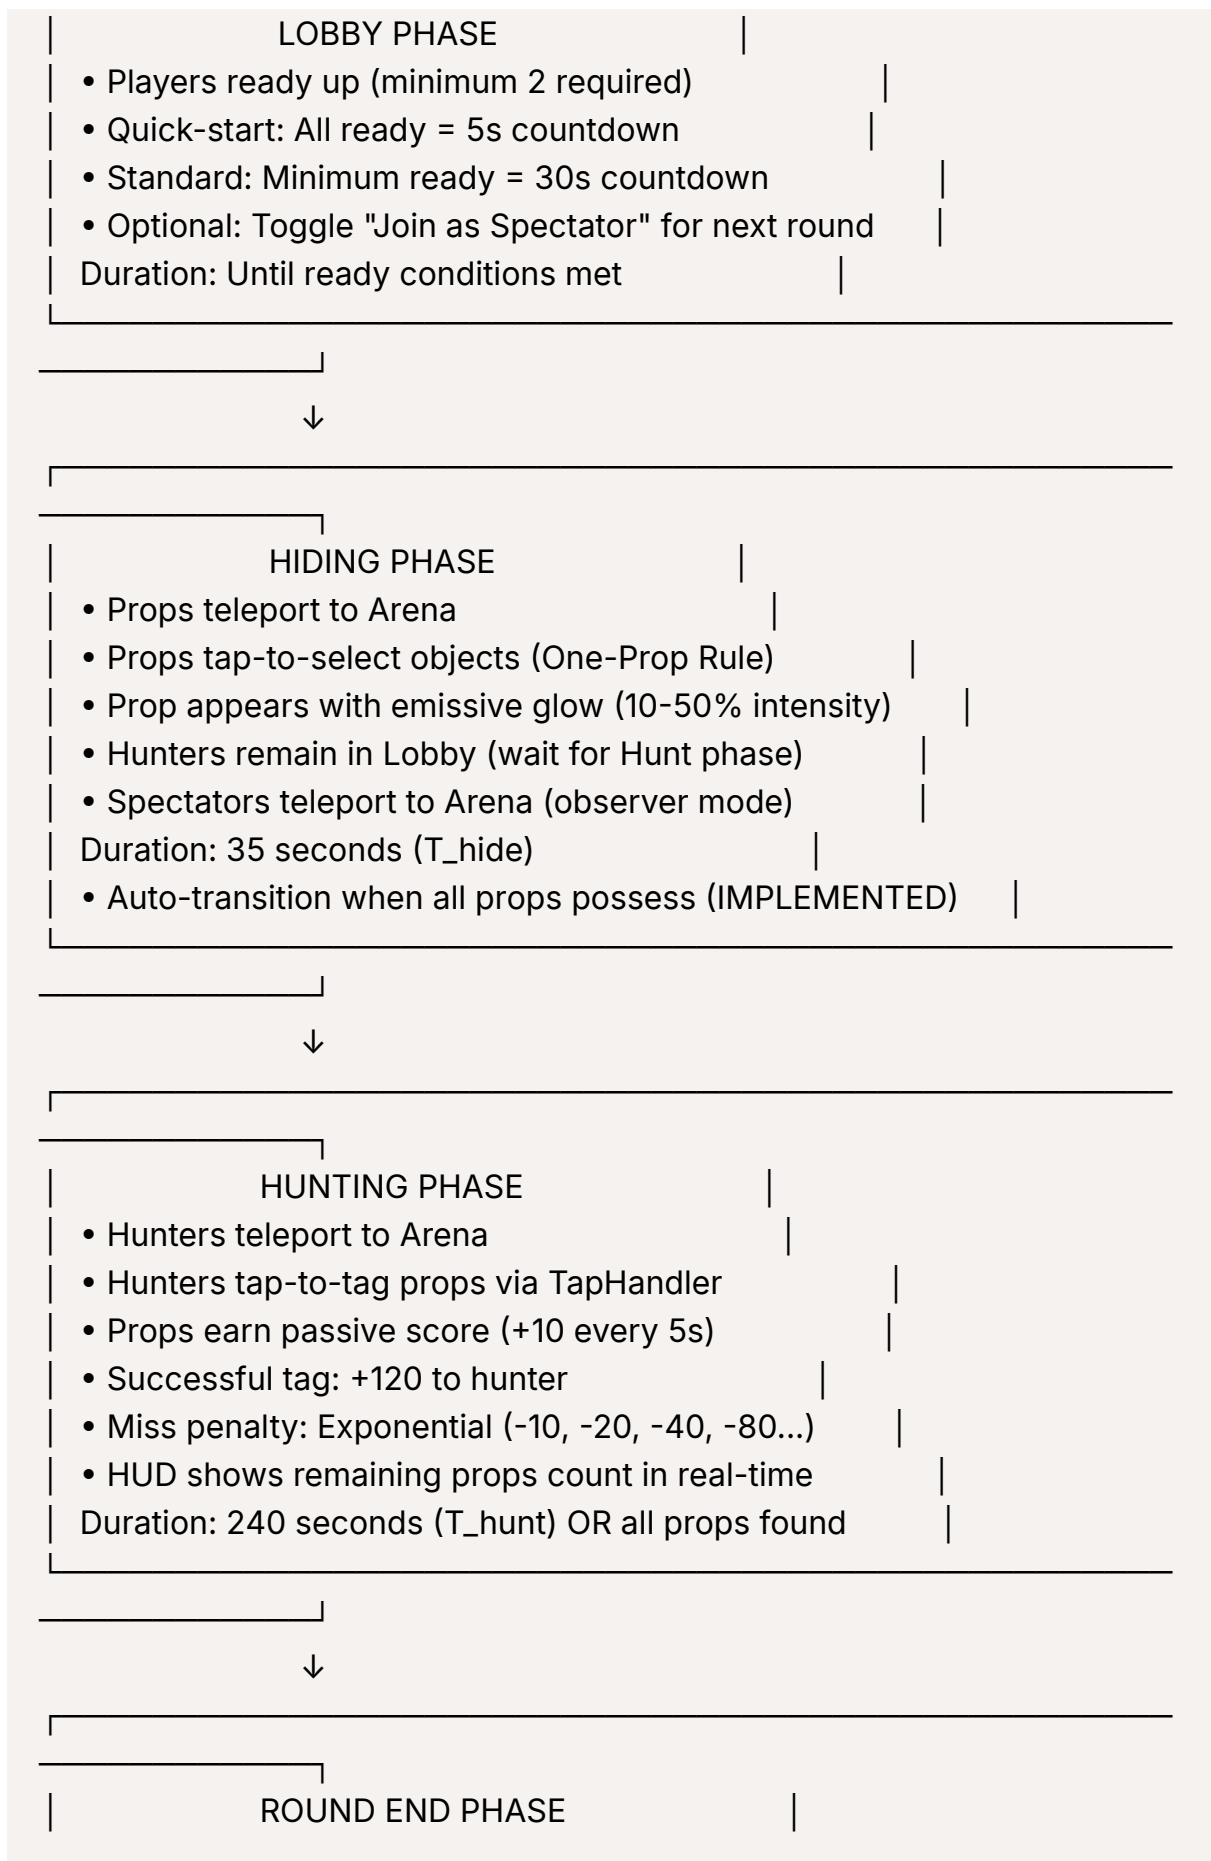 │ LOBBY PHASE │
│ • Players ready up (minimum 2 required) │
│ • Quick-start: All ready = 5s countdown │
│ • Standard: Minimum ready = 30s countdown │
│ • Optional: Toggle "Join as Spectator" for next round │
│ Duration: Until ready conditions met │
↓
│ HIDING PHASE │
│ • Props teleport to Arena │
│ • Props tap-to-select objects (One-Prop Rule) │
│ • Prop appears with emissive glow (10-50% intensity) │
│ • Hunters remain in Lobby (wait for Hunt phase) │
│ • Spectators teleport to Arena (observer mode) │
│ Duration: 35 seconds (T_hide) │
│ • Auto-transition when all props possess (IMPLEMENTED) │
↓
│ HUNTING PHASE │
│ • Hunters teleport to Arena │
│ • Hunters tap-to-tag props via TapHandler │
│ • Props earn passive score (+10 every 5s) │
│ • Successful tag: +120 to hunter │
│ • Miss penalty: Exponential (-10, -20, -40, -80...) │
│ • HUD shows remaining props count in real-time │
│ Duration: 240 seconds (T_hunt) OR all props found │
↓
│ ROUND END PHASE │